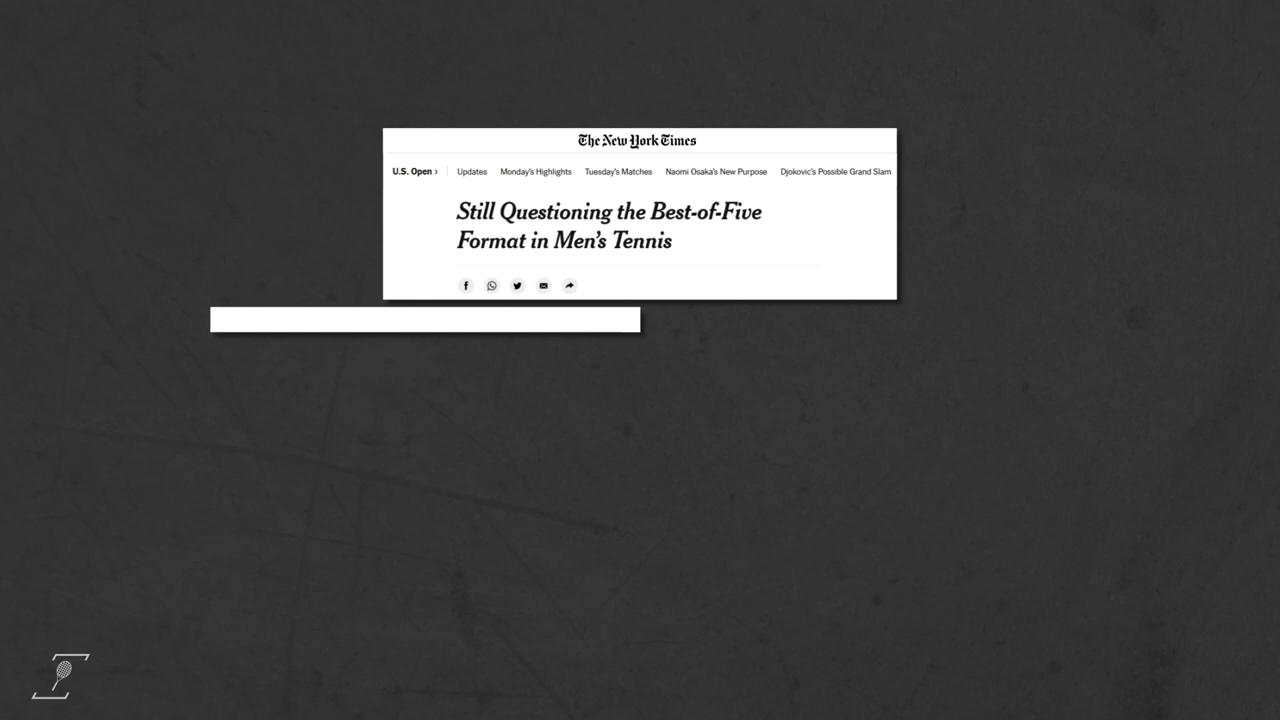 The New York Times
U.S. Open › Updates Monday's Highlights Tuesday's Matches Naomi Osaka's New Purpose Djokovic's Possible Grand Slam
Still Questioning the Best-of-Five
Format in Men's Tennis